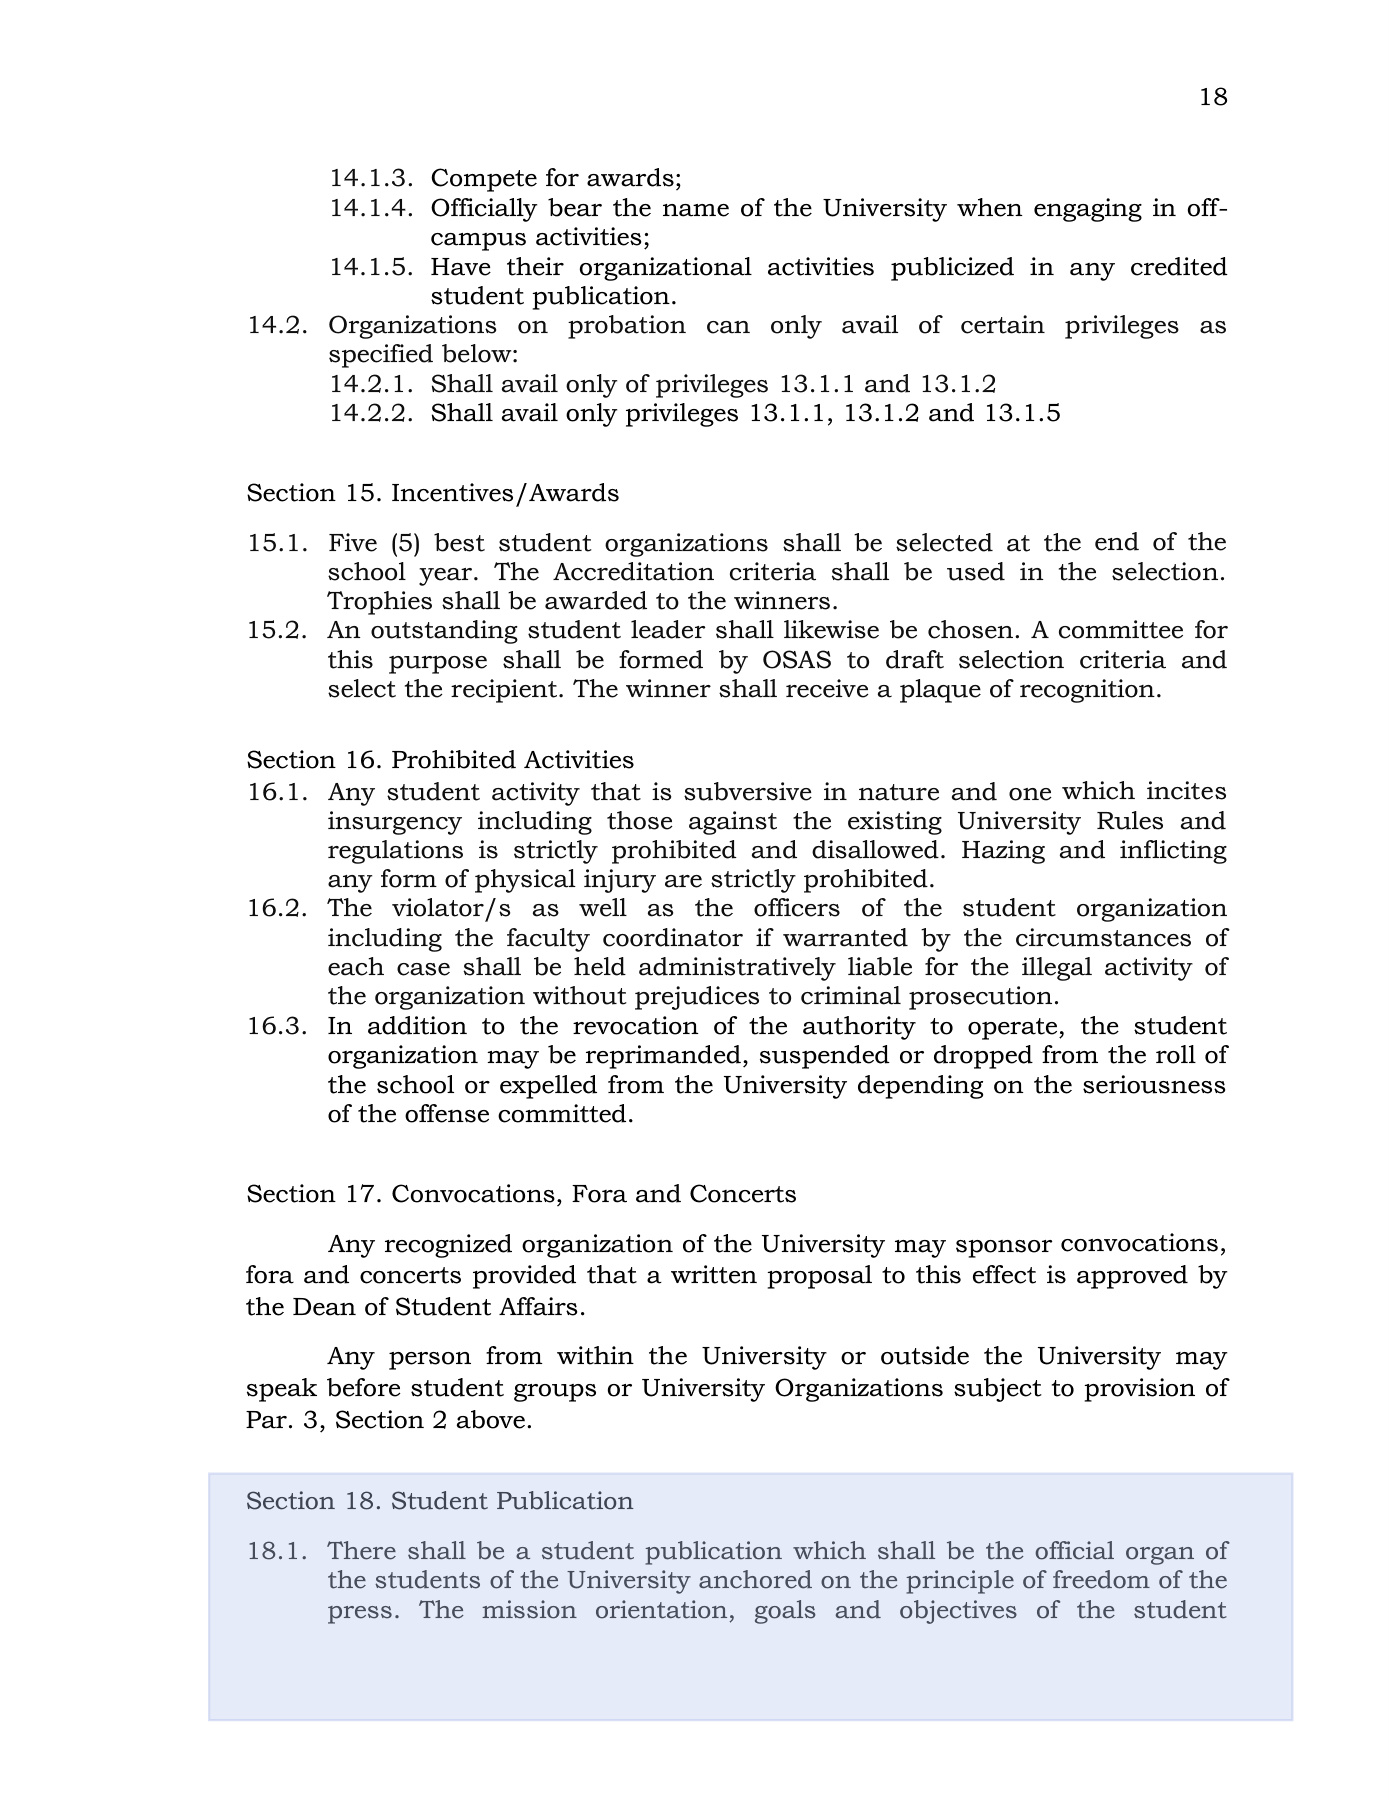 18
14.1.3. Compete for awards;
14.1.4. Officially bear the name of the University when engaging in off-
campus activities;
14.1.5. Have their organizational activities publicized in any credited
student publication.
14.2. Organizations on probation can only avail of certain privileges as
specified below:
14.2.1. Shall avail only of privileges 13.1.1 and 13.1.2
14.2.2. Shall avail only privileges 13.1.1, 13.1.2 and 13.1.5
Section 15. Incentives/Awards
15.1. Five (5) best student organizations shall be selected at the end of the
school year. The Accreditation criteria shall be used in the selection.
Trophies shall be awarded to the winners.
15.2. An outstanding student leader shall likewise be chosen. A committee for
this purpose shall be formed by OSAS to draft selection criteria and
select the recipient. The winner shall receive a plaque of recognition.
Section 16. Prohibited Activities
16.1. Any student activity that is subversive in nature and one which incites
insurgency including those against the existing University Rules and
regulations is strictly prohibited and disallowed. Hazing and inflicting
any form of physical injury are strictly prohibited.
16.2. The violator/s as well as the officers of the student organization
including the faculty coordinator if warranted by the circumstances of
each case shall be held administratively liable for the illegal activity of
the organization without prejudices to criminal prosecution.
16.3. In addition to the revocation of the authority to operate, the student
organization may be reprimanded, suspended or dropped from the roll of
the school or expelled from the University depending on the seriousness
of the offense committed.
Section 17. Convocations, Fora and Concerts
Any recognized organization of the University may sponsor convocations,
fora and concerts provided that a written proposal to this effect is approved by
the Dean of Student Affairs.
Any person from within the University or outside the University may
speak before student groups or University Organizations subject to provision of
Par. 3, Section 2 above.
Section 18. Student Publication
18.1. There shall be a student publication which shall be the official organ of
the students of the University anchored on the principle of freedom of the
press. The mission orientation, goals and objectives of the student